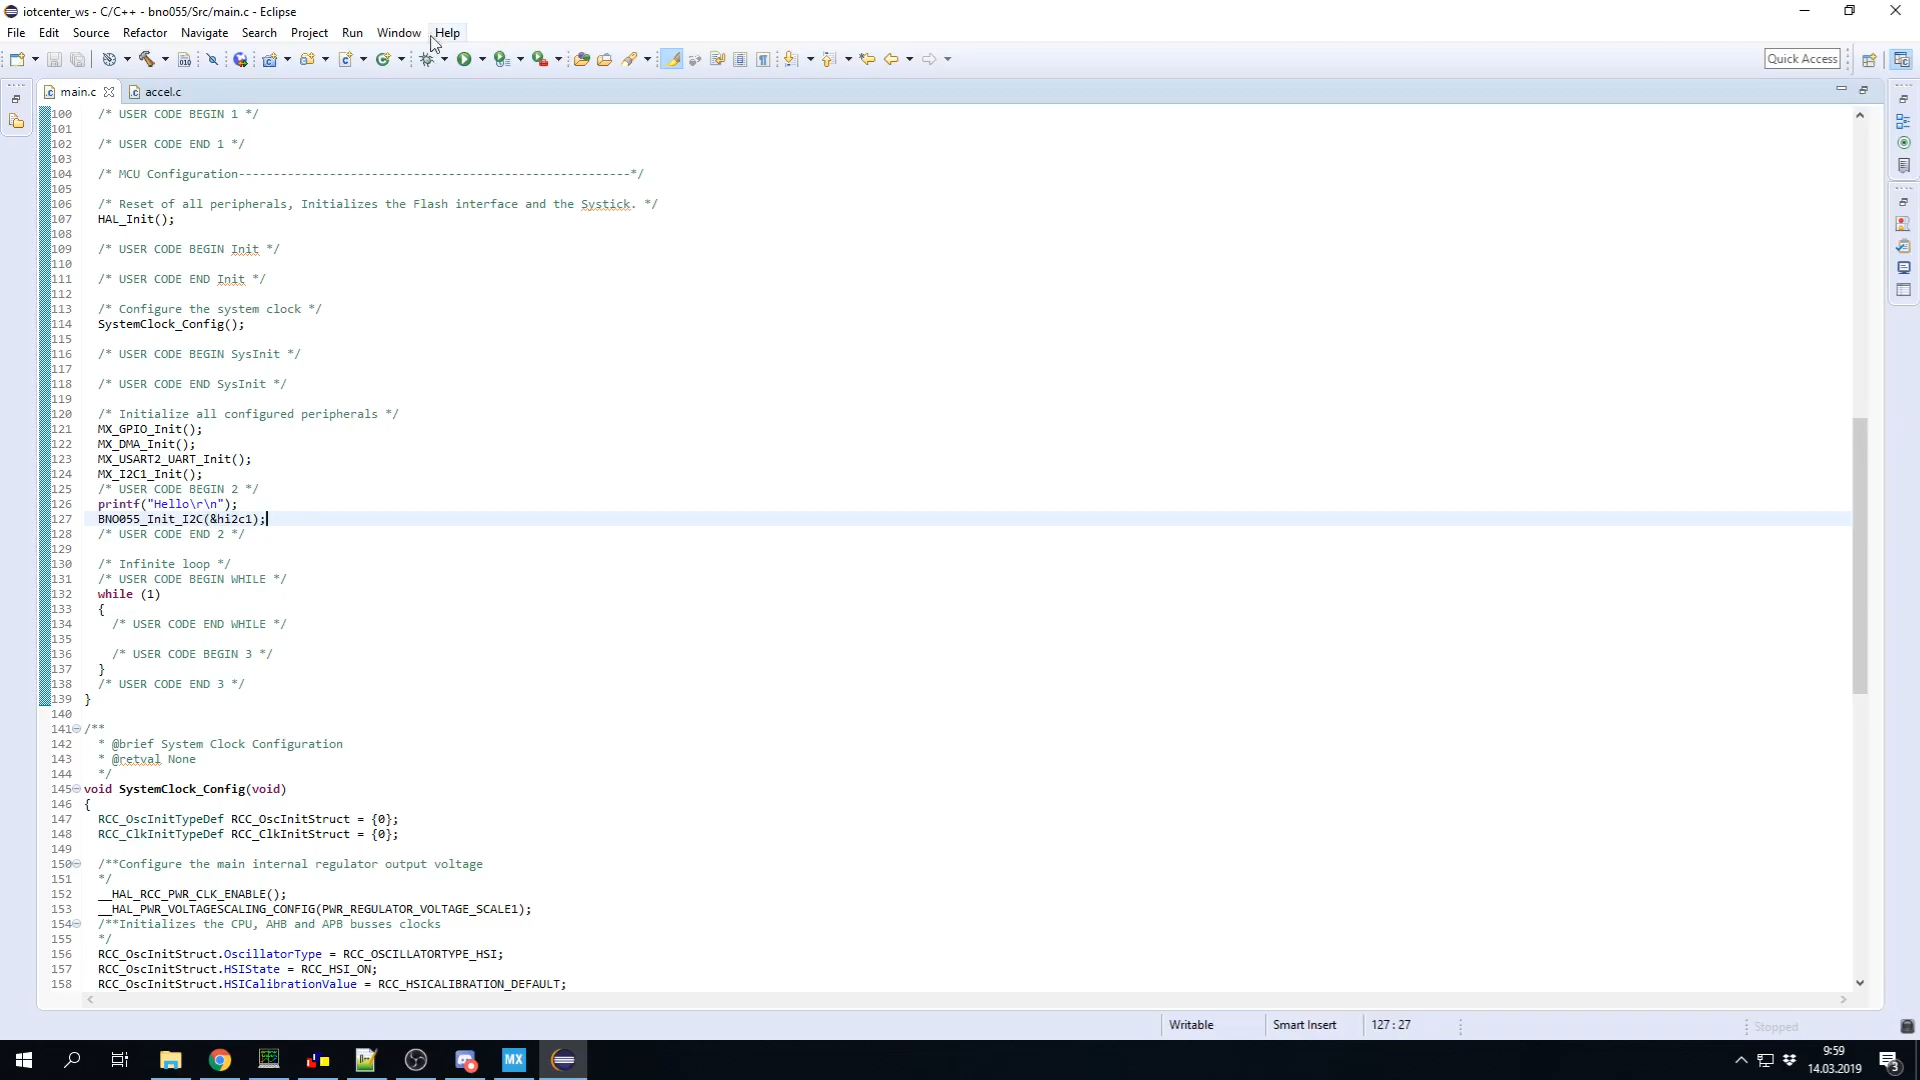 iotcenter_ws - C/C++ - bno055/Src/main.c - Eclipse
File Edit Source Refactor Navigate Search Project Run Window Help
Quick Access
main.c accel.c
100 /* USER CODE BEGIN 1 */
101
102 /* USER CODE END 1 */
103
104 /* MCU Configuration--------------------------------------------------------*/
105
106 /* Reset of all peripherals, Initializes the Flash interface and the Systick. */
107 HAL_Init();
108
109 /* USER CODE BEGIN Init */
110
111 /* USER CODE END Init */
112
113 /* Configure the system clock */
114 SystemClock_Config();
115
116 /* USER CODE BEGIN SysInit */
117
118 /* USER CODE END SysInit */
119
120 /* Initialize all configured peripherals */
121 MX_GPIO_Init();
122 MX_DMA_Init();
123 MX_USART2_UART_Init();
124 MX_I2C1_Init();
125 /* USER CODE BEGIN 2 */
126 printf("Hello\r\n");
127 BNO055_Init_I2C(&hi2c1);
128 /* USER CODE END 2 */
129
130 /* Infinite loop */
131 /* USER CODE BEGIN WHILE */
132 while (1)
133 {
134 /* USER CODE END WHILE */
135
136 /* USER CODE BEGIN 3 */
137 }
138 /* USER CODE END 3 */
139 }
140
141 /**
142 * @brief System Clock Configuration
143 * @retval None
144 */
145 void SystemClock_Config(void)
146 {
147 RCC_OscInitTypeDef RCC_OscInitStruct = {0};
148 RCC_ClkInitTypeDef RCC_ClkInitStruct = {0};
149
150 /**Configure the main internal regulator output voltage
151 */
152 __HAL_RCC_PWR_CLK_ENABLE();
153 __HAL_PWR_VOLTAGESCALING_CONFIG(PWR_REGULATOR_VOLTAGE_SCALE1);
154 /**Initializes the CPU, AHB and APB busses clocks
155 */
156 RCC_OscInitStruct.OscillatorType = RCC_OSCILLATORTYPE_HSI;
157 RCC_OscInitStruct.HSIState = RCC_HSI_ON;
158 RCC_OscInitStruct.HSICalibrationValue = RCC_HSICALIBRATION_DEFAULT;
Writable Smart Insert 127 : 27 Stopped
MX
9:59
14.03.2019
3